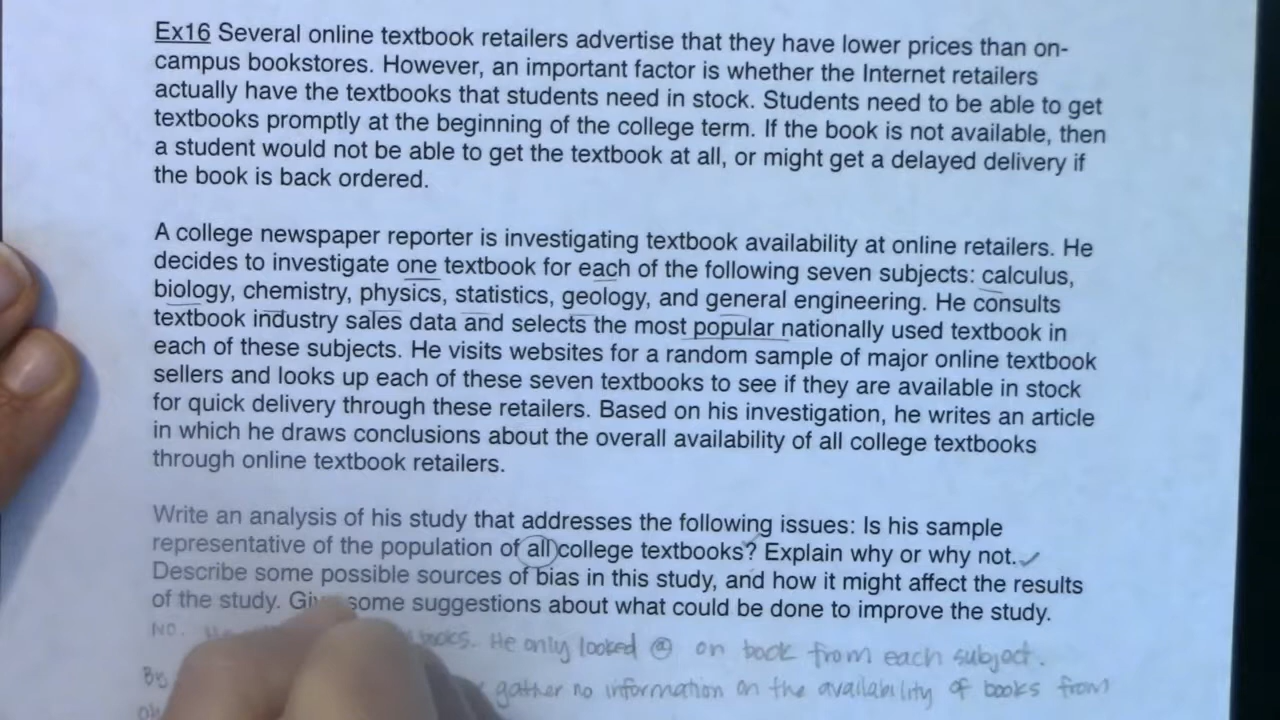 Ex16 Several online textbook retailers advertise that they have lower prices than on-
campus bookstores. However, an important factor is whether the Internet retailers
actually have the textbooks that students need in stock. Students need to be able to get
textbooks promptly at the beginning of the college term. If the book is not available, then
a student would not be able to get the textbook at all, or might get a delayed delivery if
the book is back ordered.
A college newspaper reporter is investigating textbook availability at online retailers. He
decides to investigate one textbook for each of the following seven subjects: calculus,
biology, chemistry, physics, statistics, geology, and general engineering. He consults
textbook industry sales data and selects the most popular nationally used textbook in
each of these subjects. He visits websites for a random sample of major online textbook
sellers and looks up each of these seven textbooks to see if they are available in stock
for quick delivery through these retailers. Based on his investigation, he writes an article
in which he draws conclusions about the overall availability of all college textbooks
through online textbook retailers.
Write an analysis of his study that addresses the following issues: Is his sample
representative of the population of all college textbooks? Explain why or why not.
Describe some possible sources of bias in this study, and how it might affect the results
of the study. some suggestions about what could be done to improve the study.
No. books. He only looked @ on book from each subject.
By gather no information on the availability of books from